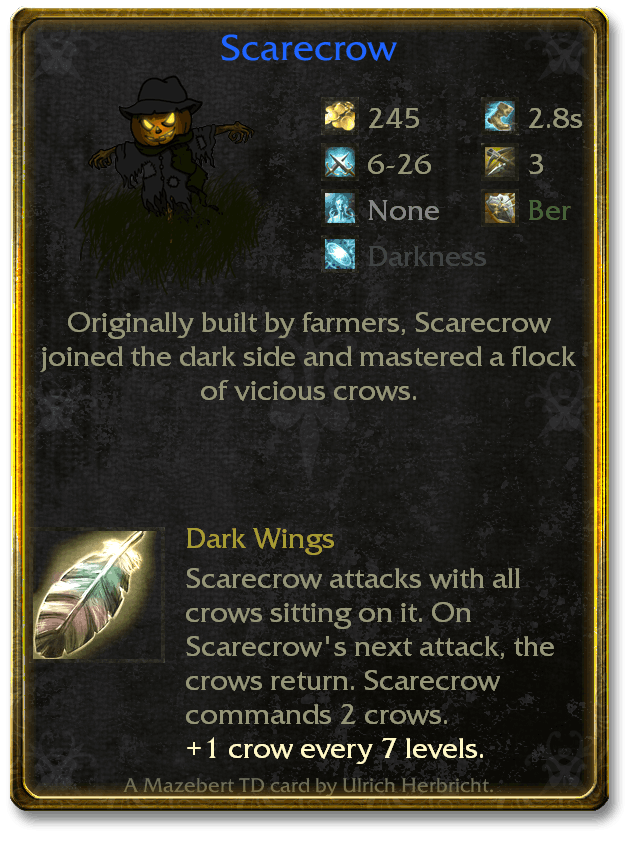 Scarecrow
245 2.8s
6-26 3
None Ber
Darkness
Originally built by farmers, Scarecrow
joined the dark side and mastered a flock
of vicious crows.
Dark Wings
Scarecrow attacks with all
crows sitting on it. On
Scarecrow's next attack, the
crows return. Scarecrow
commands 2 crows.
+1 crow every 7 levels.
A Mazebert TD card by Ulrich Herbricht.